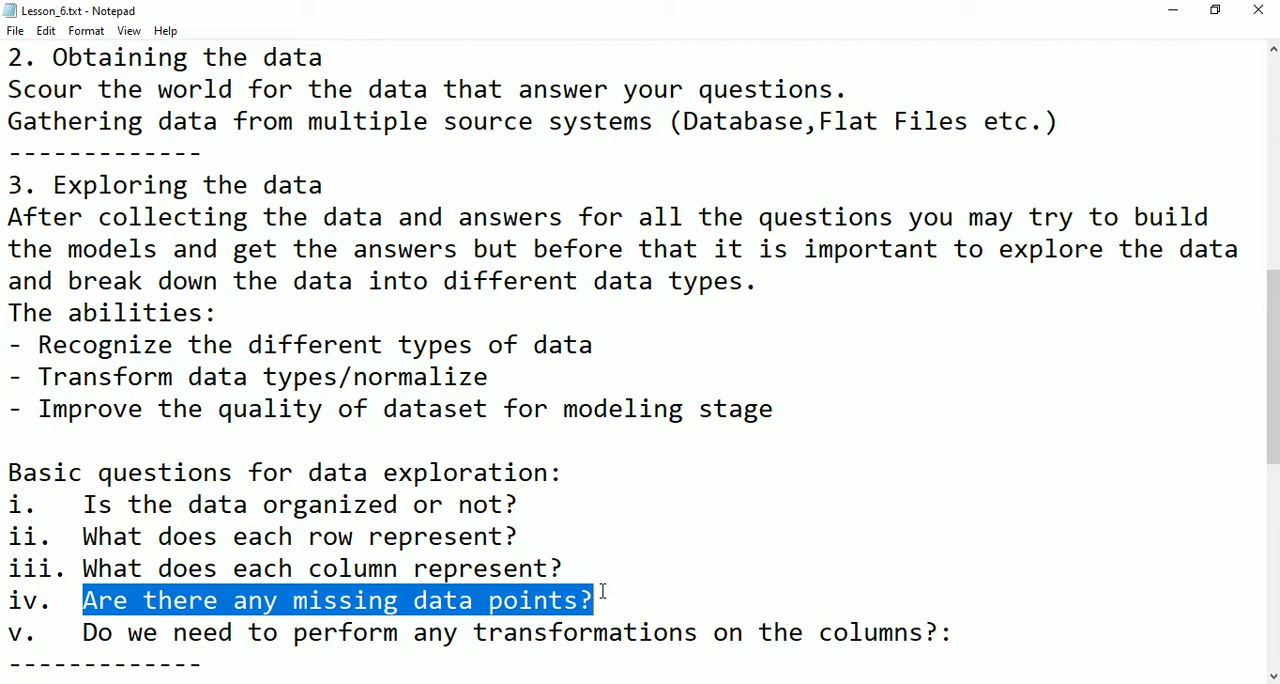 Lesson_6.txt - Notepad
File Edit Format View Help
2. Obtaining the data
Scour the world for the data that answer your questions.
Gathering data from multiple source systems (Database,Flat Files etc.)
-------------
3. Exploring the data
After collecting the data and answers for all the questions you may try to build
the models and get the answers but before that it is important to explore the data
and break down the data into different data types.
The abilities:
- Recognize the different types of data
- Transform data types/normalize
- Improve the quality of dataset for modeling stage
Basic questions for data exploration:
i. Is the data organized or not?
ii. What does each row represent?
iii. What does each column represent?
iv. Are there any missing data points?
v. Do we need to perform any transformations on the columns?:
-------------